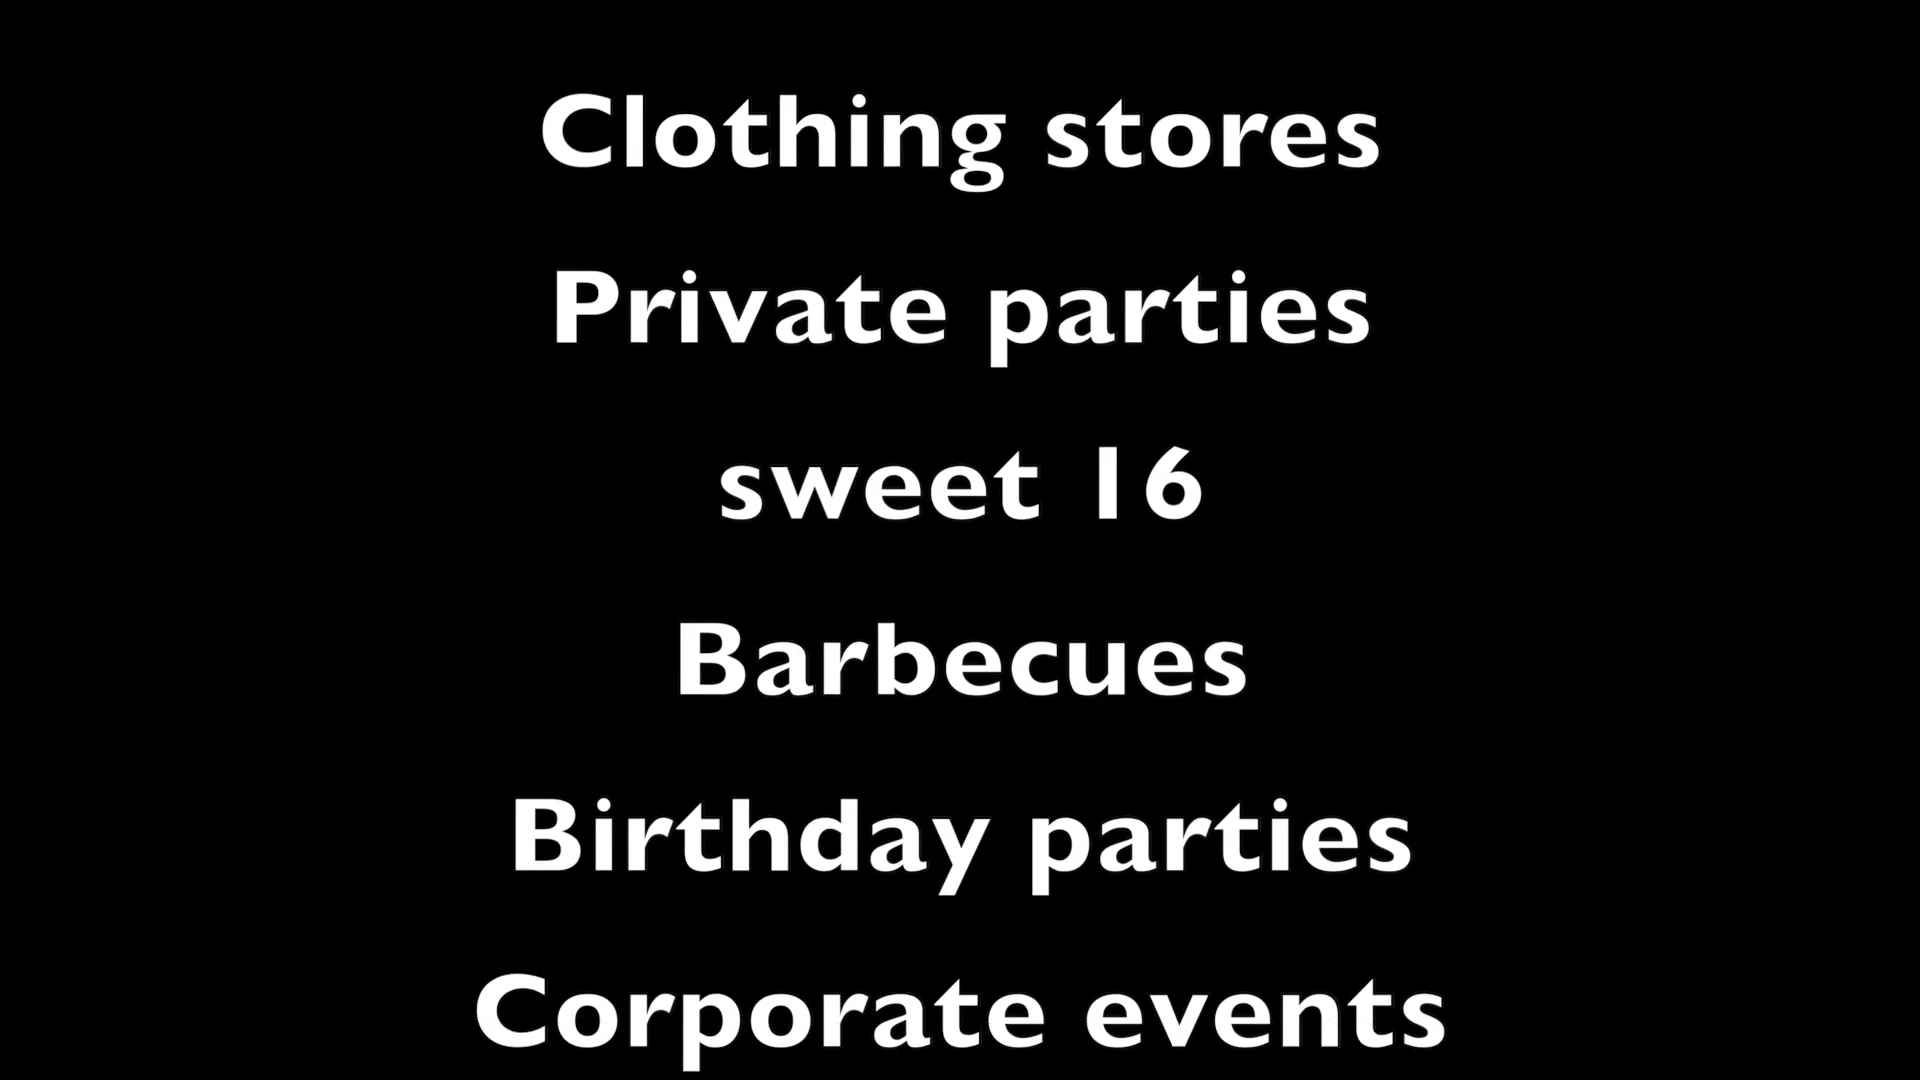 Clothing stores
Private parties
sweet 16
Barbecues
Birthday parties
Corporate events